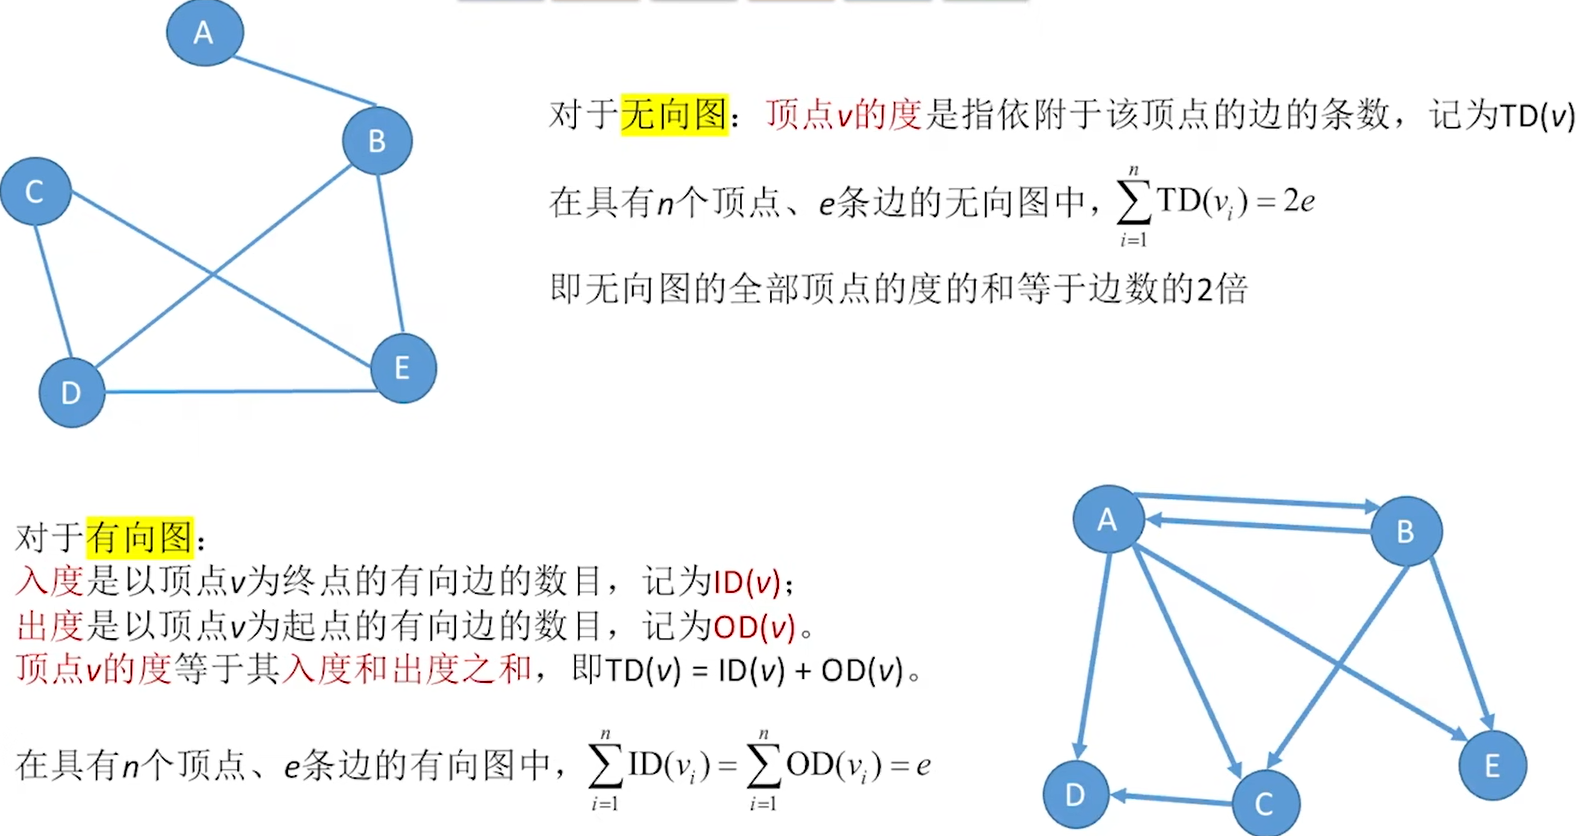 A
B
C
D
E
对于无向图：顶点v的度是指依附于该顶点的边的条数，记为TD(v)
在具有n个顶点、e条边的无向图中，$\sum_{i=1}^{n} \mathrm{TD}(v_i) = 2e$
即无向图的全部顶点的度的和等于边数的2倍
对于有向图：
入度是以顶点v为终点的有向边的数目，记为ID(v)；
出度是以顶点v为起点的有向边的数目，记为OD(v)。
顶点v的度等于其入度和出度之和，即TD(v) = ID(v) + OD(v)。
在具有n个顶点、e条边的有向图中，$\sum_{i=1}^{n} \mathrm{ID}(v_i) = \sum_{i=1}^{n} \mathrm{OD}(v_i) = e$
A
B
E
D
C